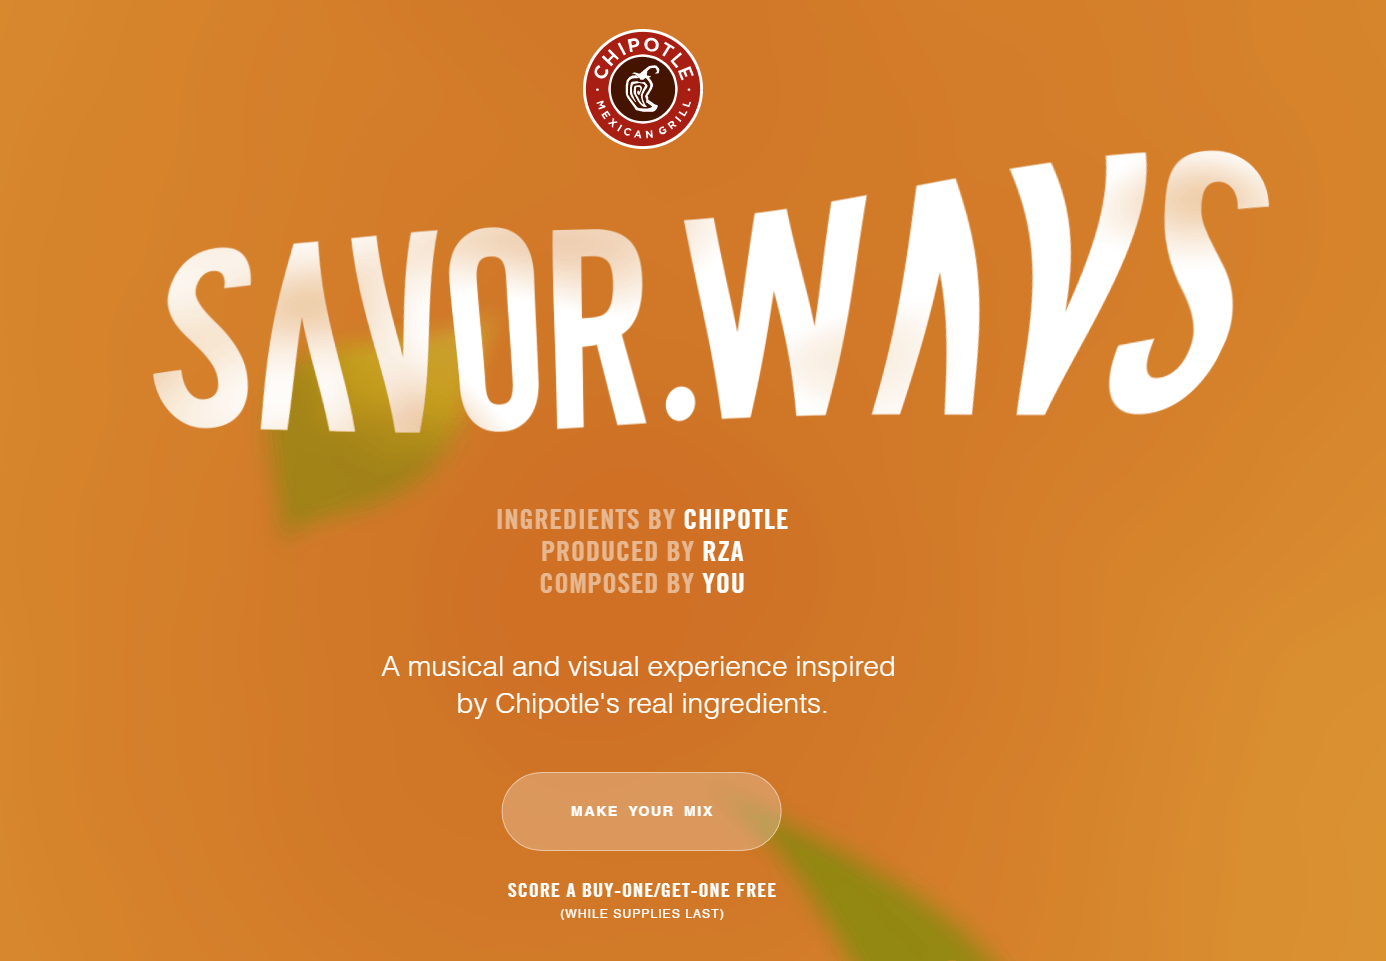 CHIPOTLE
MEXICAN GRILL
SAVOR.WAVS
INGREDIENTS BY CHIPOTLE
PRODUCED BY RZA
COMPOSED BY YOU
A musical and visual experience inspired
by Chipotle's real ingredients.
MAKE YOUR MIX
SCORE A BUY-ONE/GET-ONE FREE
(WHILE SUPPLIES LAST)